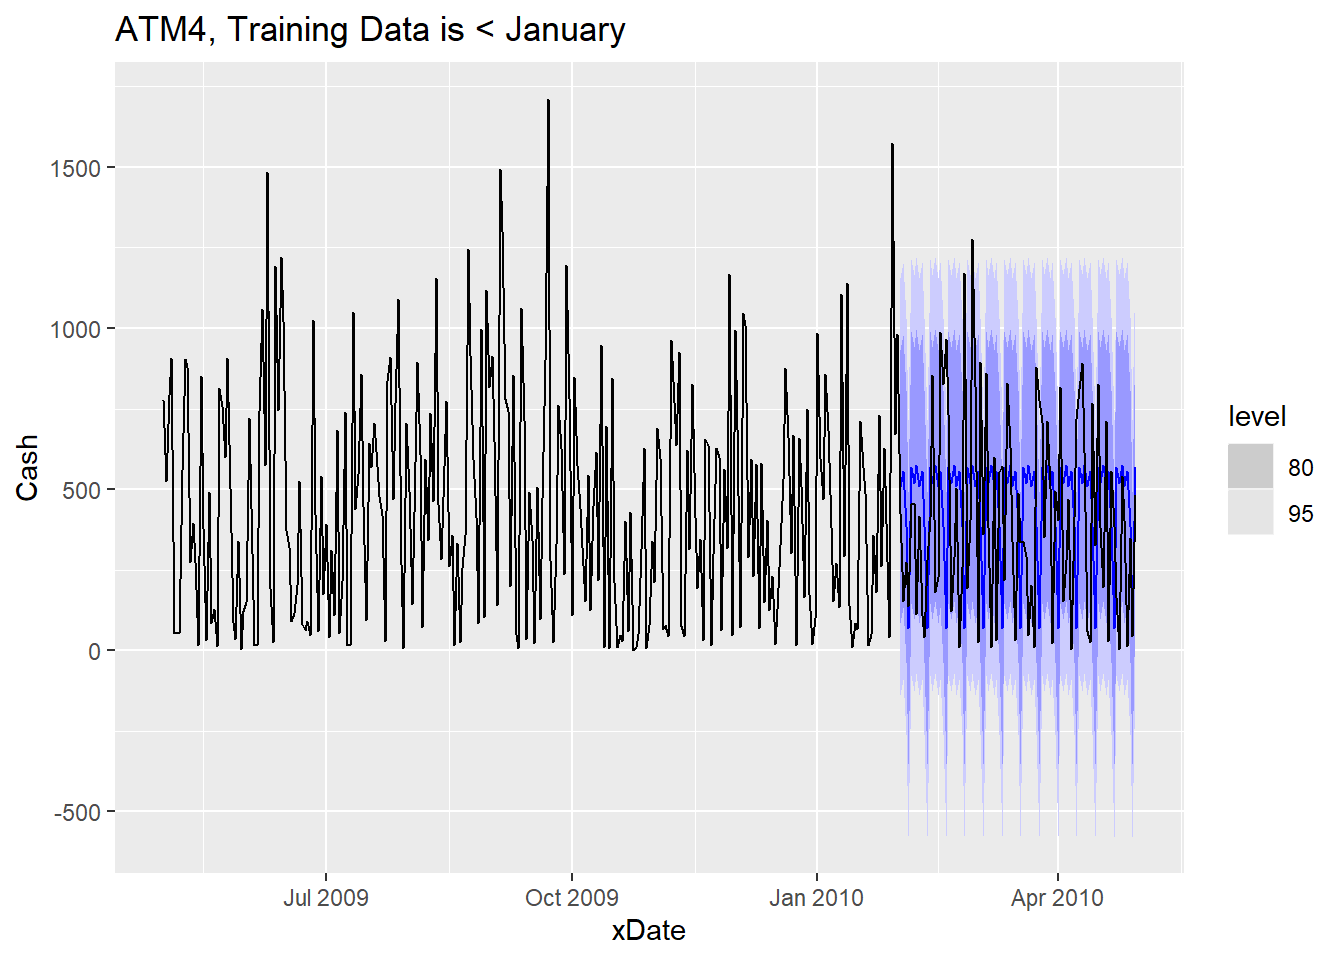 ATM4, Training Data is < January
Cash
1500
1000
500
0
-500
Jul 2009
Oct 2009
Jan 2010
Apr 2010
xDate
level
80
95